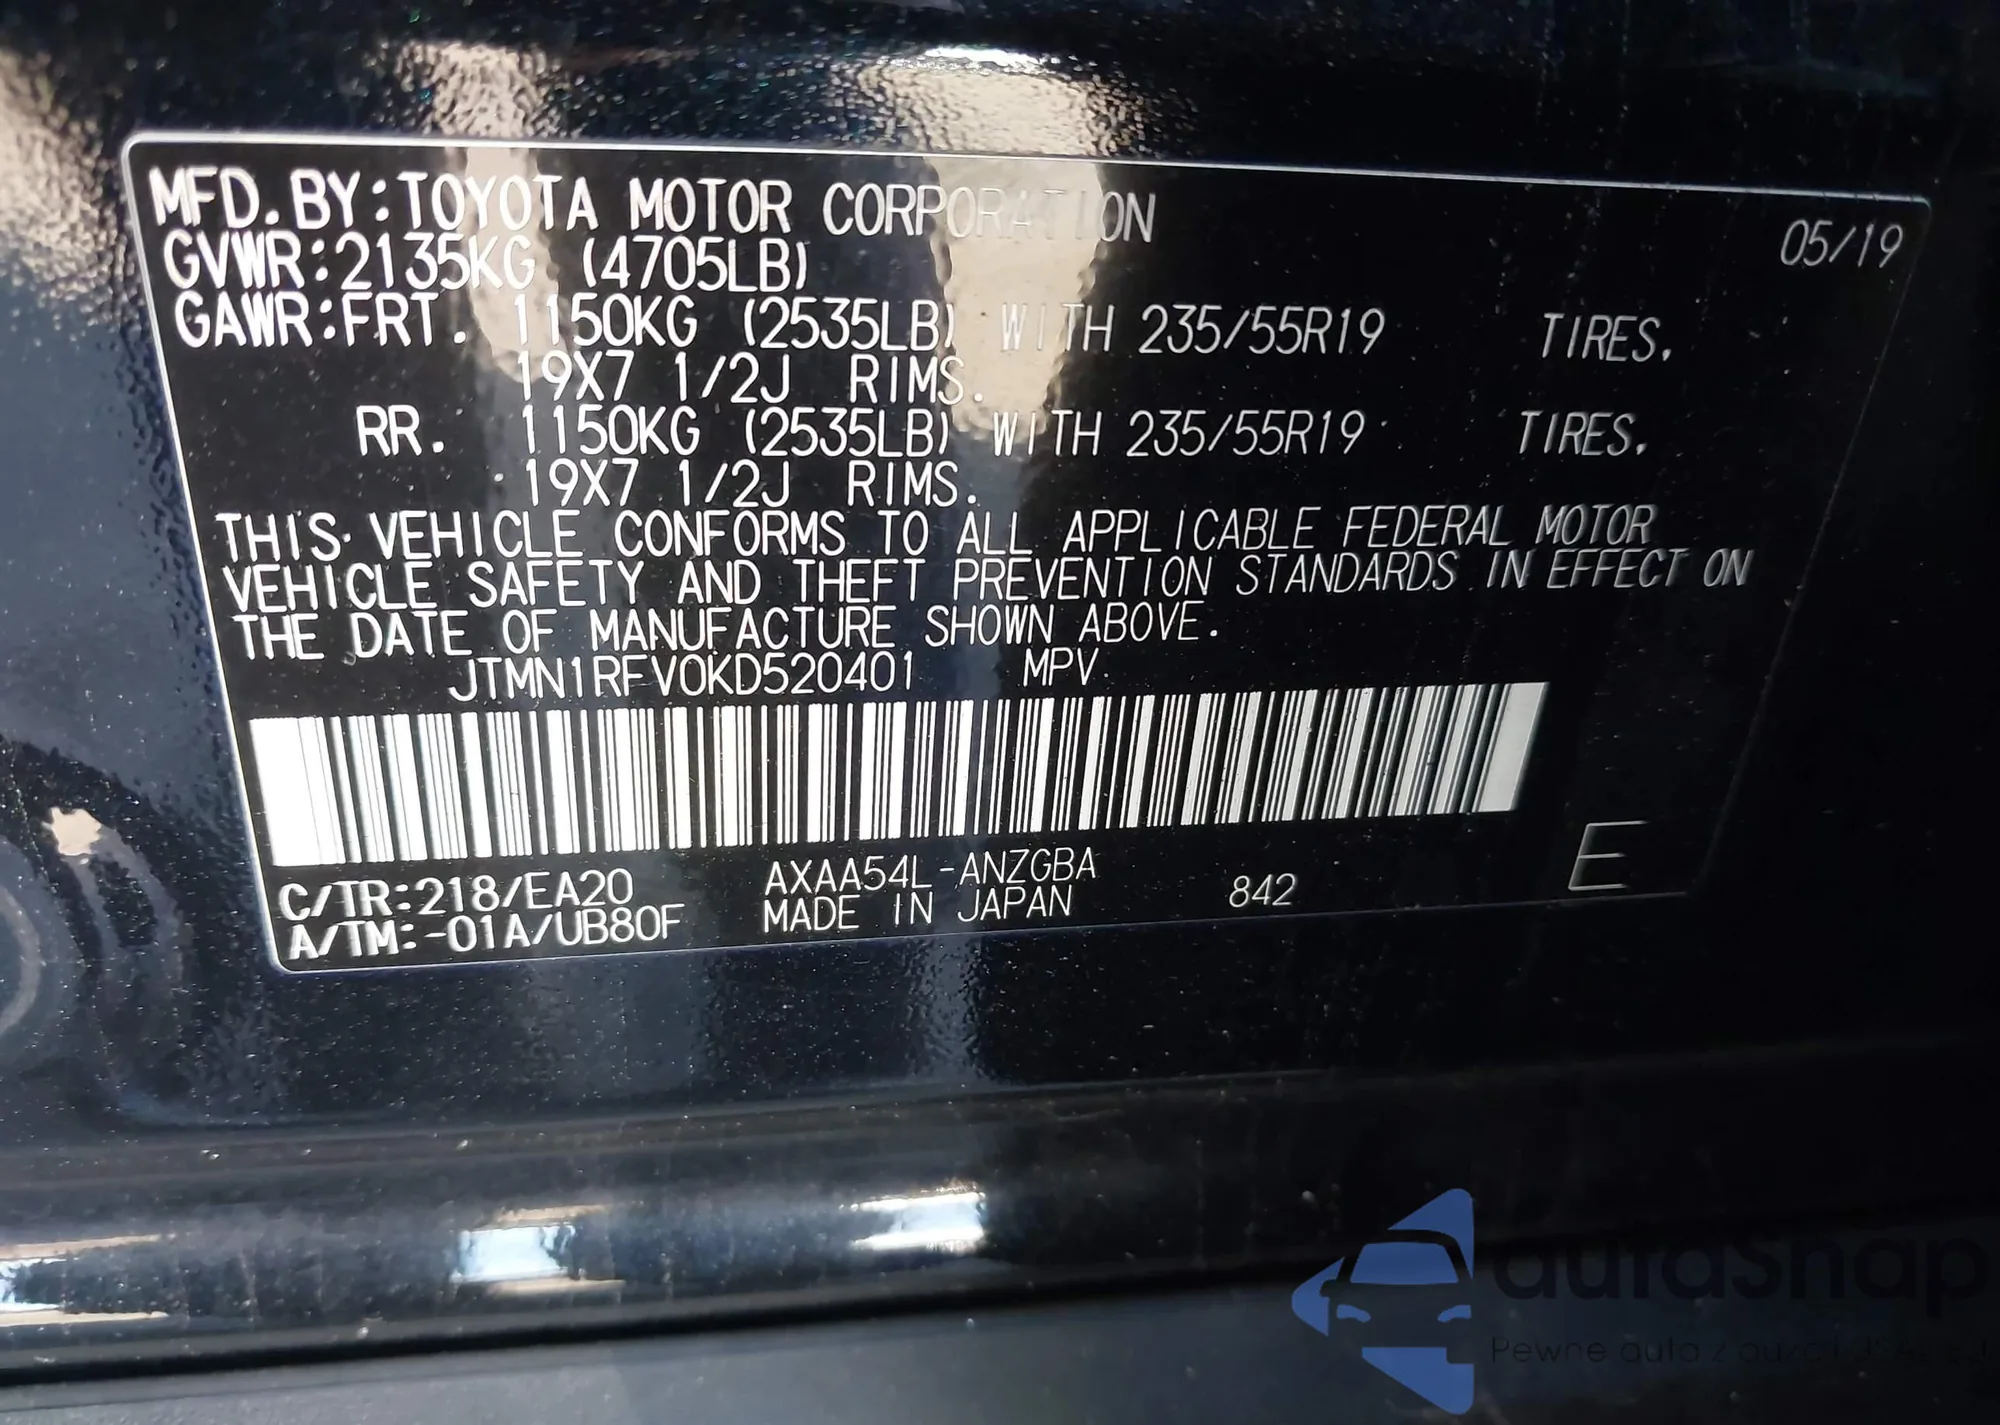 MFD. BY:TOYOTA MOTOR CORPORATION 05/19
GVWR:2135KG (4705LB)
GAWR:FRT. 1150KG (2535LB) WITH 235/55R19 TIRES,
19X7 1/2J RIMS.
RR. 1150KG (2535LB) WITH 235/55R19 TIRES,
19X7 1/2J RIMS.
THIS VEHICLE CONFORMS TO ALL APPLICABLE FEDERAL MOTOR
VEHICLE SAFETY AND THEFT PREVENTION STANDARDS IN EFFECT ON
THE DATE OF MANUFACTURE SHOWN ABOVE.
JTMN1RFV0KD520401 MPV
C/TR:218/EA20 AXAA54L-ANZGBA
A/TM:-01A/UB80F MADE IN JAPAN 842 E
autaSnap
Pewne auta z